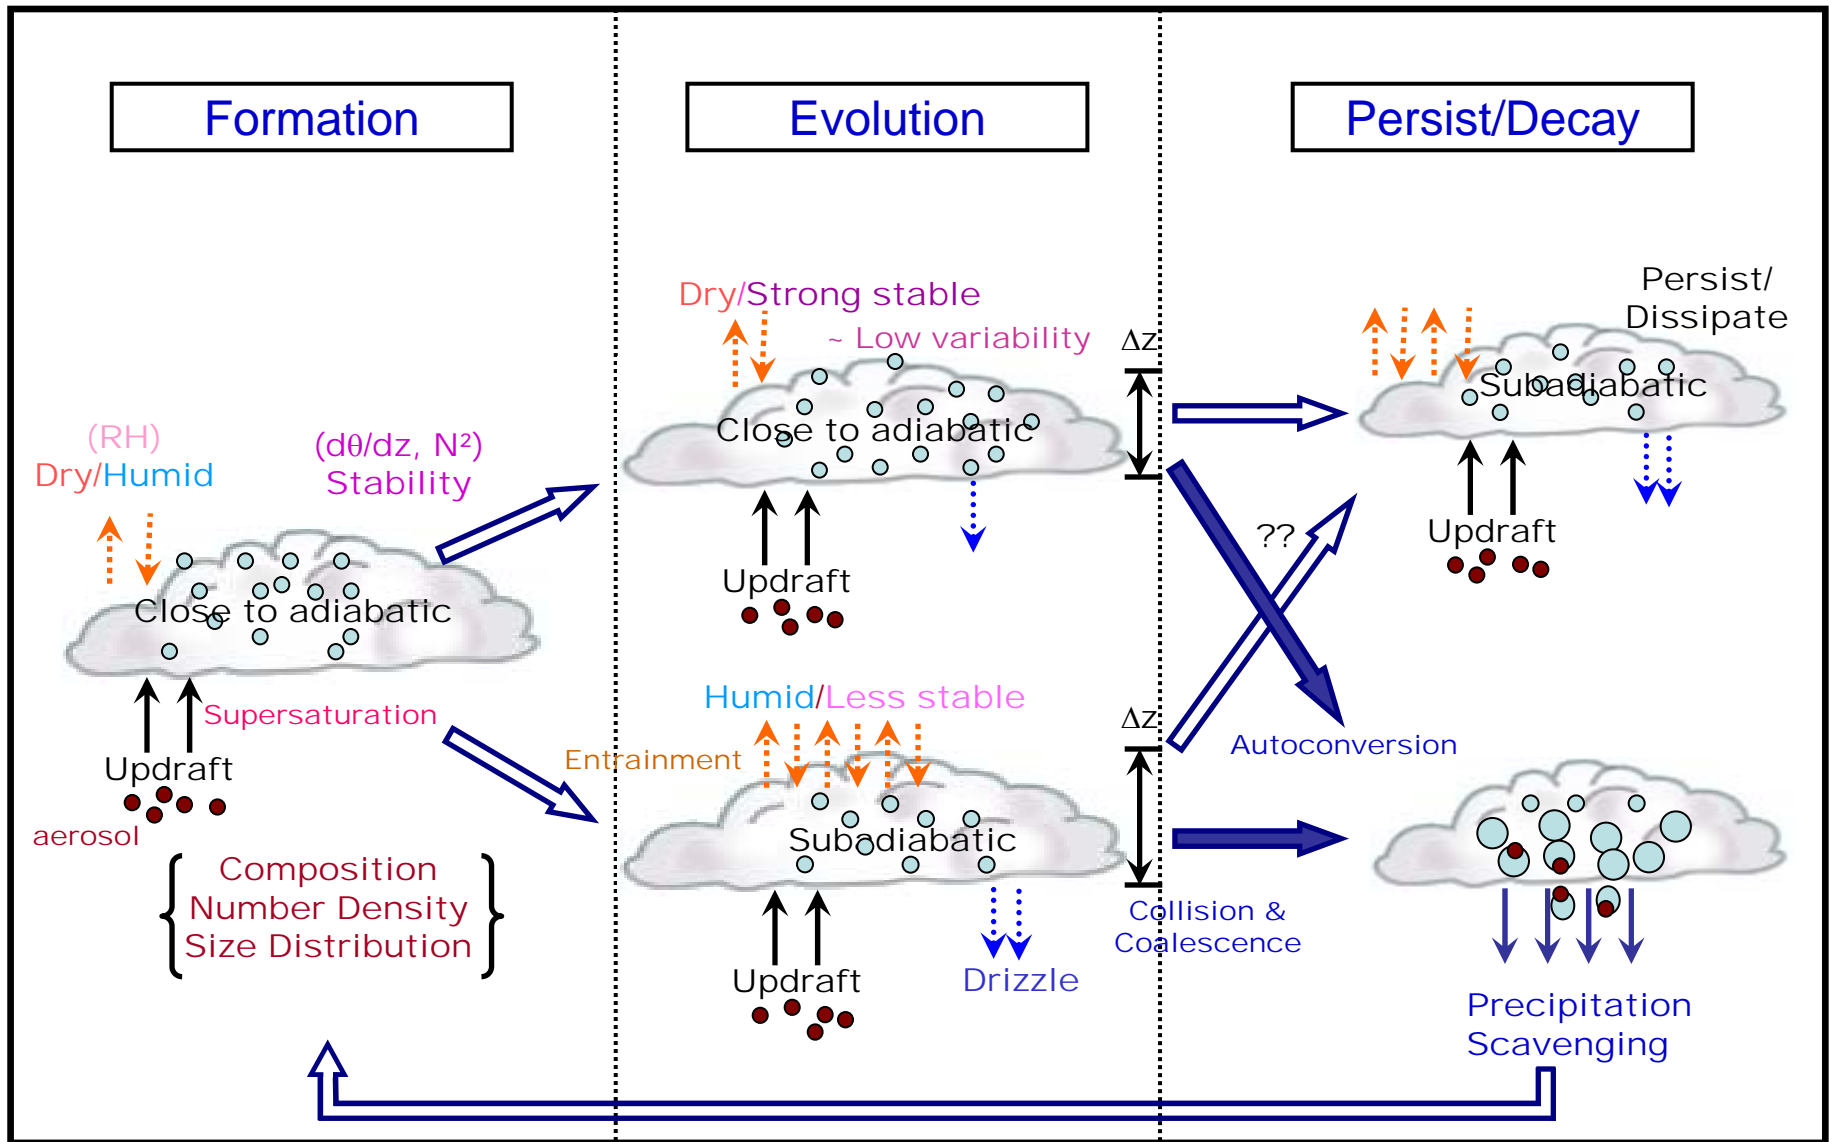 Formation
Evolution
Persist/Decay
(RH)
Dry/Humid
(dθ/dz, N²)
Stability
Close to adiabatic
Supersaturation
Updraft
aerosol
Composition
Number Density
Size Distribution
Dry/Strong stable
~ Low variability
Δz
Close to adiabatic
Updraft
Humid/Less stable
Δz
Entrainment
Subadiabatic
Updraft
Drizzle
Persist/
Dissipate
Subadiabatic
Updraft
??
Autoconversion
Collision &
Coalescence
Precipitation
Scavenging